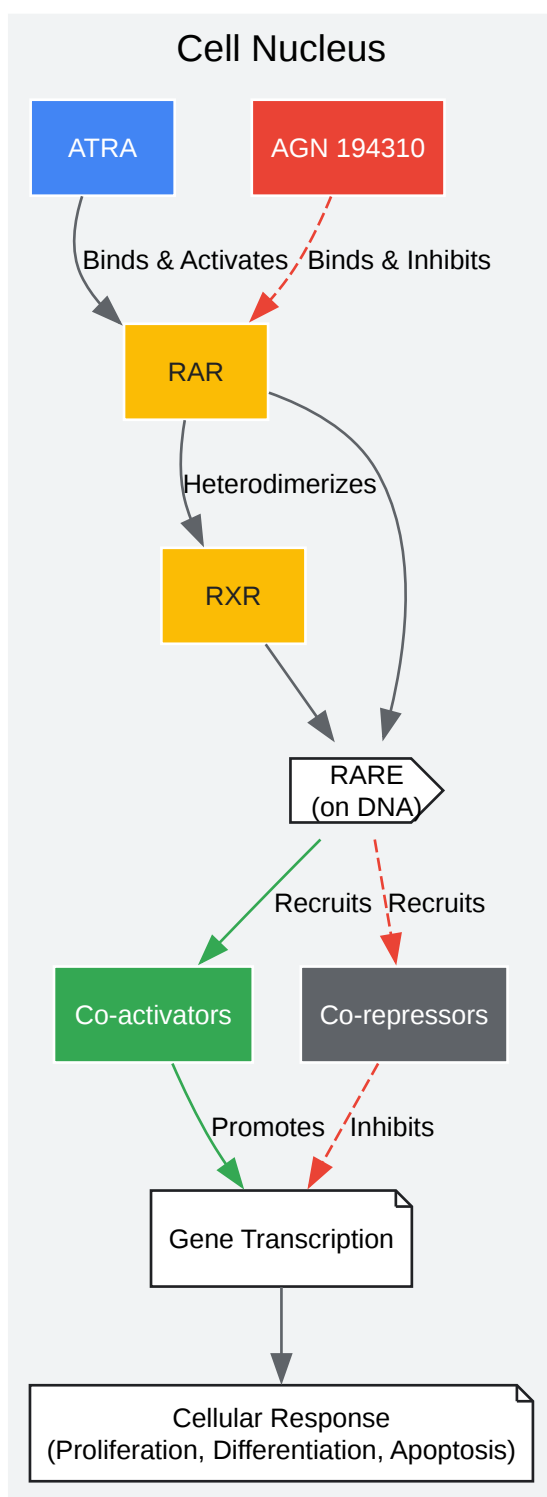 Cell Nucleus
ATRA
AGN 194310
Binds & Activates
Binds & Inhibits
RAR
Heterodimerizes
RXR
RARE
(on DNA)
Recruits
Recruits
Co-activators
Co-repressors
Promotes
Inhibits
Gene Transcription
Cellular Response
(Proliferation, Differentiation, Apoptosis)